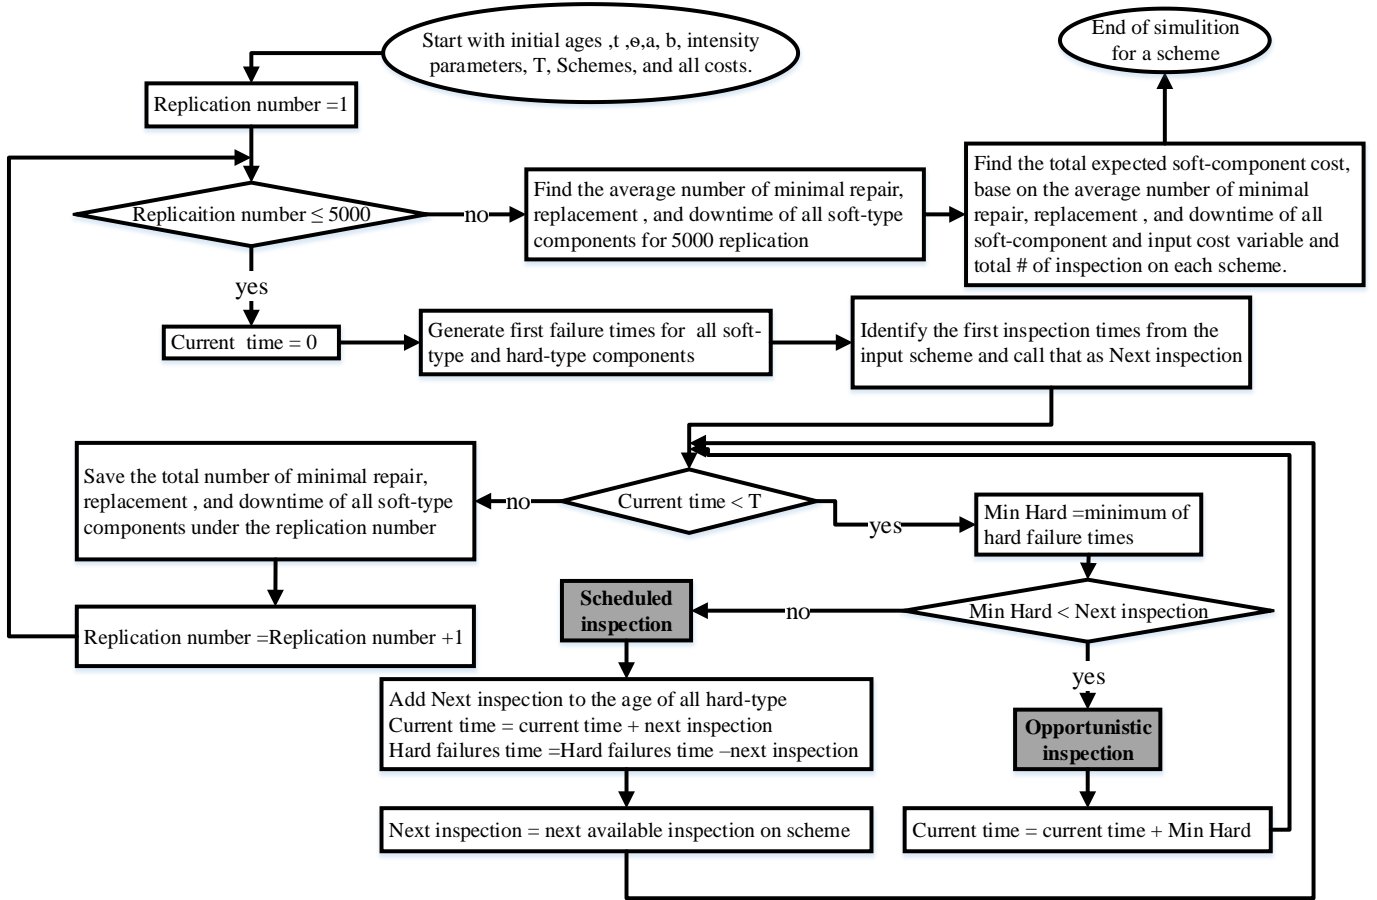 Start with initial ages ,t ,ɵ,a, b, intensity
parameters, T, Schemes, and all costs.
End of simulition
for a scheme
Replication number =1
Replicaition number ≤ 5000
no
Find the average number of minimal repair,
replacement , and downtime of all soft-type
components for 5000 replication
Find the total expected soft-component cost,
base on the average number of minimal
repair, replacement , and downtime of all
soft-component and input cost variable and
total # of inspection on each scheme.
yes
Current time = 0
Generate first failure times for all soft-
type and hard-type components
Identify the first inspection times from the
input scheme and call that as Next inspection
Save the total number of minimal repair,
replacement , and downtime of all soft-type
components under the replication number
no
Current time < T
yes
Min Hard =minimum of
hard failure times
Replication number =Replication number +1
Scheduled
inspection
no
Min Hard < Next inspection
yes
Add Next inspection to the age of all hard-type
Current time = current time + next inspection
Hard failures time =Hard failures time –next inspection
Opportunistic
inspection
Next inspection = next available inspection on scheme
Current time = current time + Min Hard